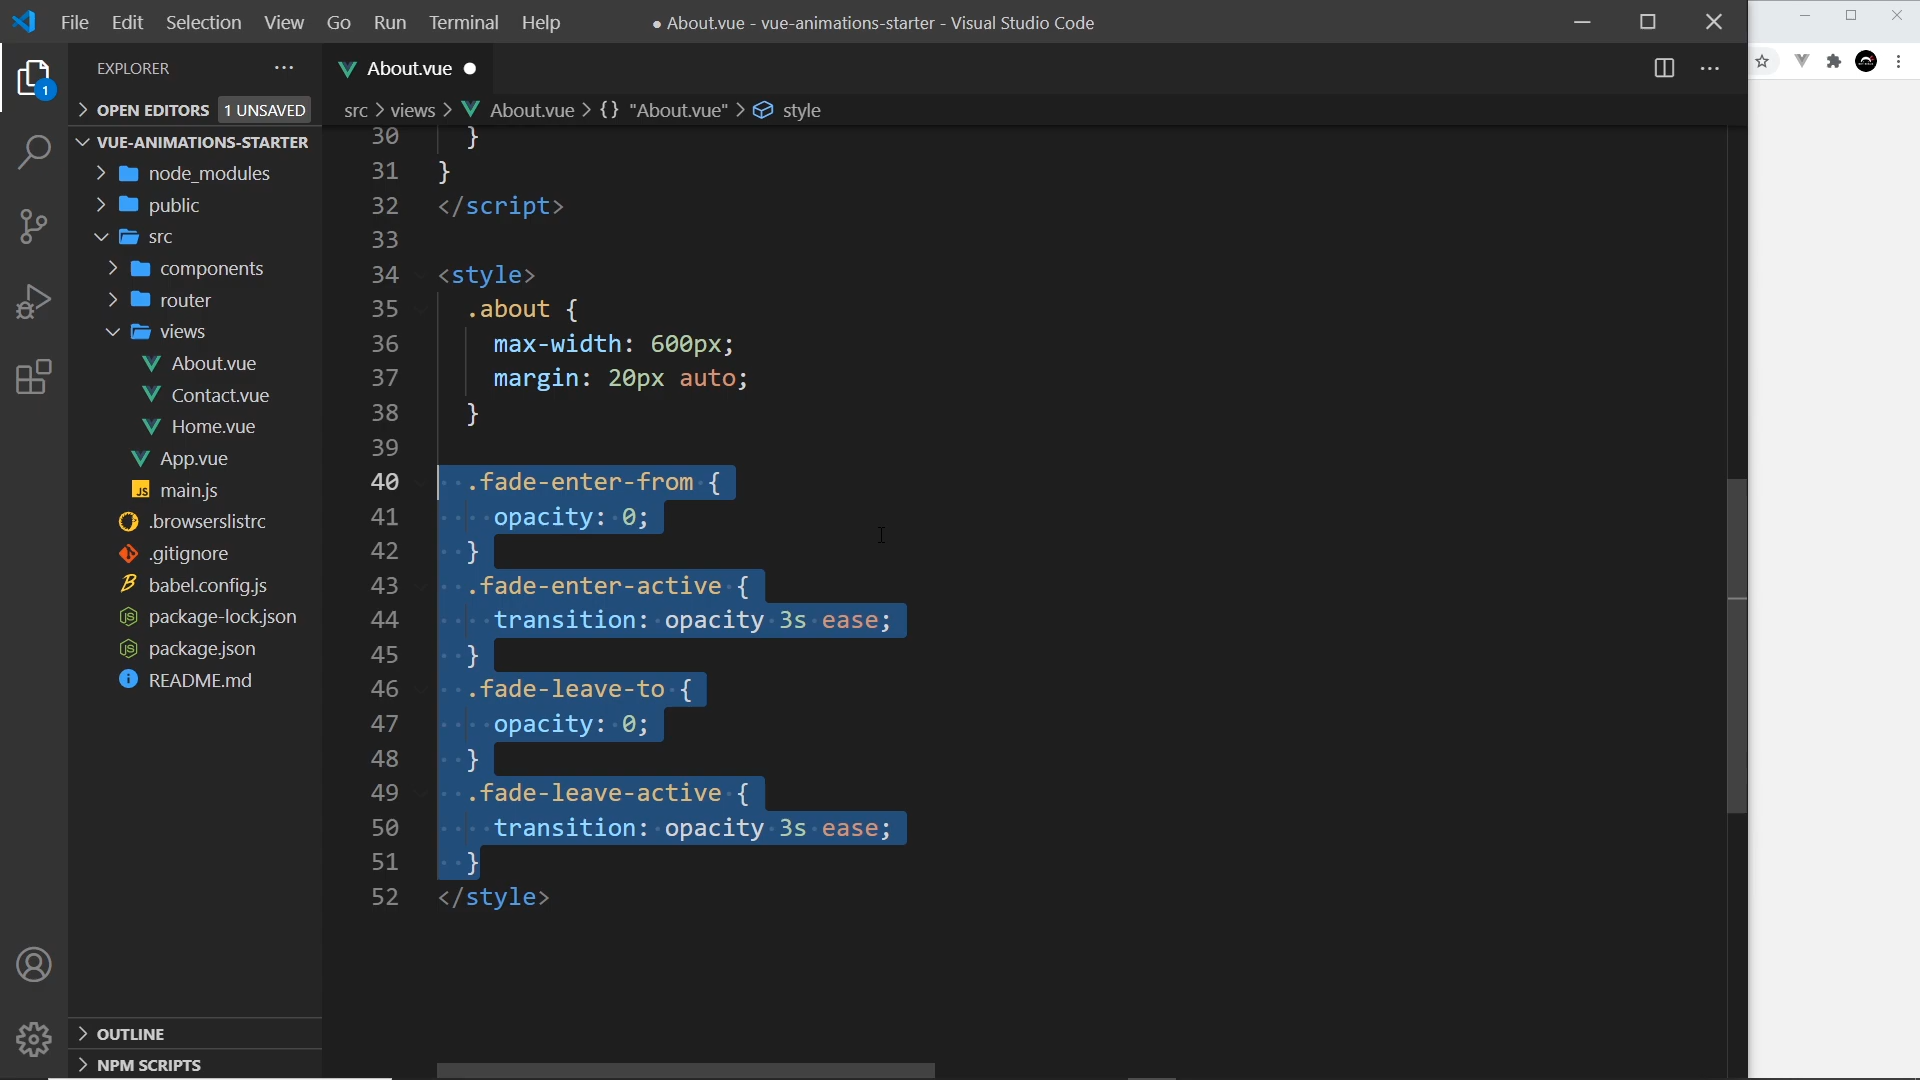 File Edit Selection View Go Run Terminal Help
● About.vue - vue-animations-starter - Visual Studio Code
EXPLORER
About.vue
OPEN EDITORS 1 UNSAVED
src > views > About.vue > {} "About.vue" > style
1
VUE-ANIMATIONS-STARTER
node_modules
public
src
components
router
views
About.vue
Contact.vue
Home.vue
App.vue
JS main.js
.browserslistrc
.gitignore
babel.config.js
package-lock.json
package.json
README.md
OUTLINE
NPM SCRIPTS
30 }
31 }
32 </script>
33
34 <style>
35 .about {
36 max-width: 600px;
37 margin: 20px auto;
38 }
39
40 .fade-enter-from {
41 opacity: 0;
42 }
43 .fade-enter-active {
44 transition: opacity 3s ease;
45 }
46 .fade-leave-to {
47 opacity: 0;
48 }
49 .fade-leave-active {
50 transition: opacity 3s ease;
51 }
52 </style>